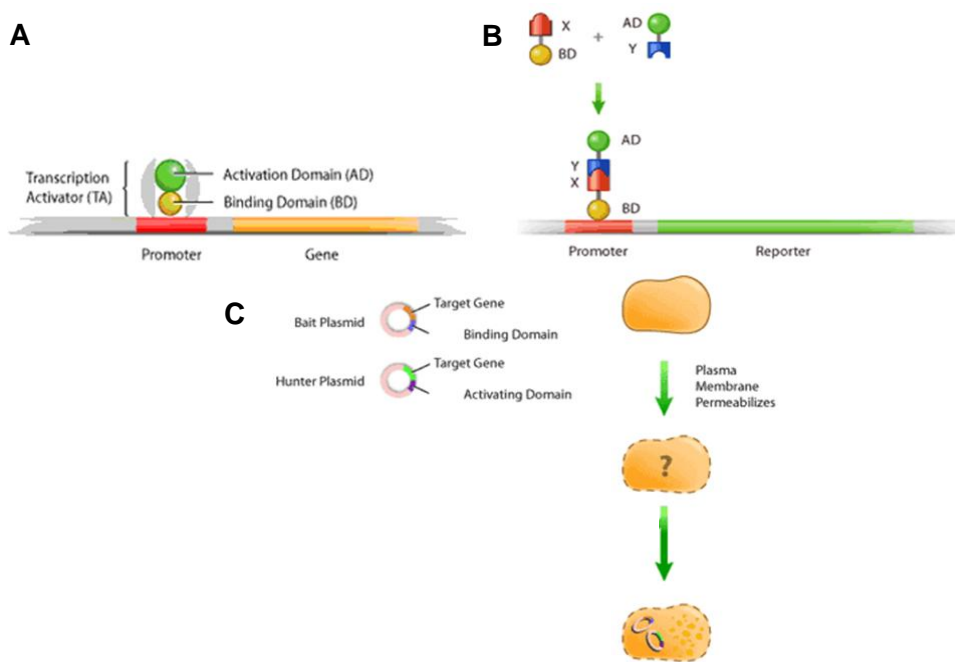 A
Transcription
Activator (TA)
Activation Domain (AD)
Binding Domain (BD)
Promoter
Gene
B
X
BD
+
AD
Y
AD
Y
X
BD
Promoter
Reporter
C
Bait Plasmid
Target Gene
Binding Domain
Hunter Plasmid
Target Gene
Activating Domain
Plasma
Membrane
Permeabilizes
?